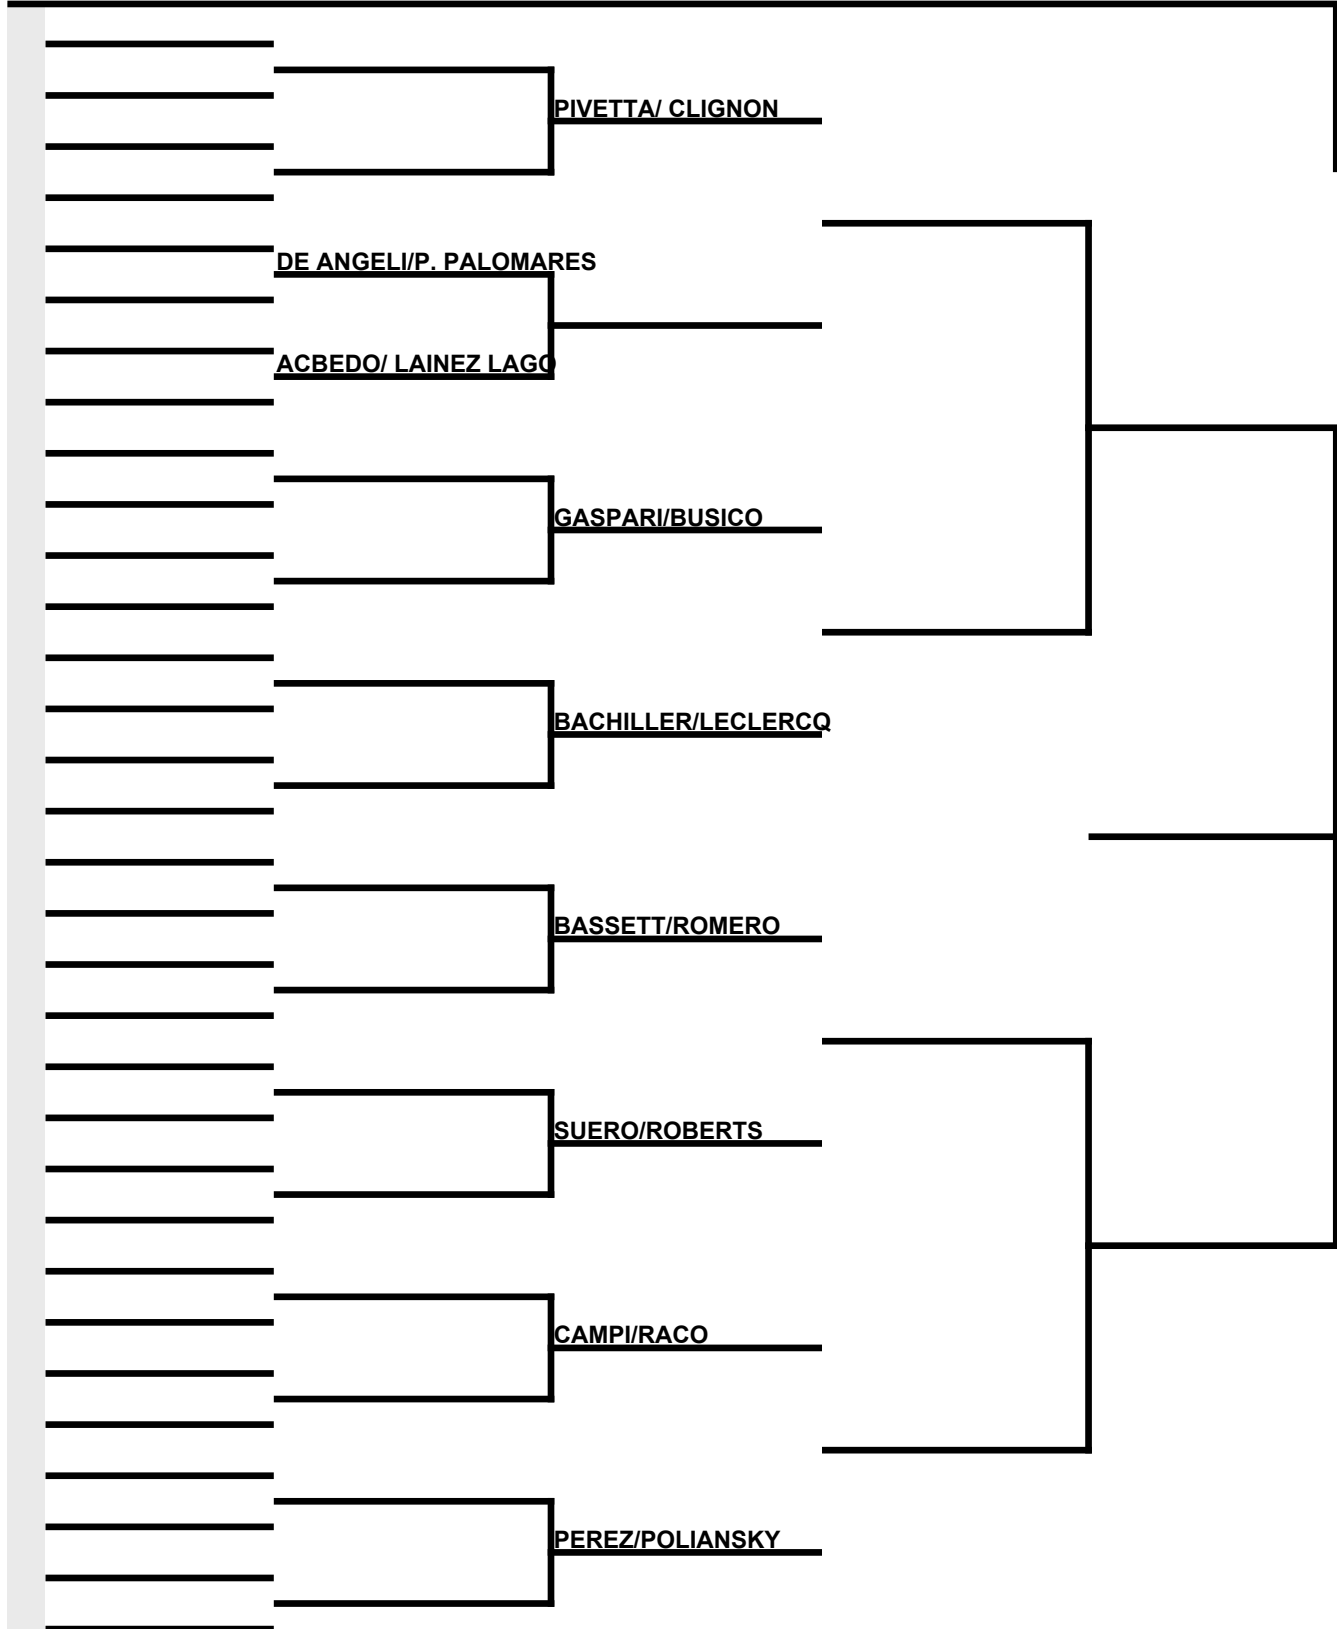 PIVETTA/ CLIGNON
DE ANGELI/P. PALOMARES
ACBEDO/ LAINEZ LAGO
GASPARI/BUSICO
BACHILLER/LECLERCQ
BASSETT/ROMERO
SUERO/ROBERTS
CAMPI/RACO
PEREZ/POLIANSKY